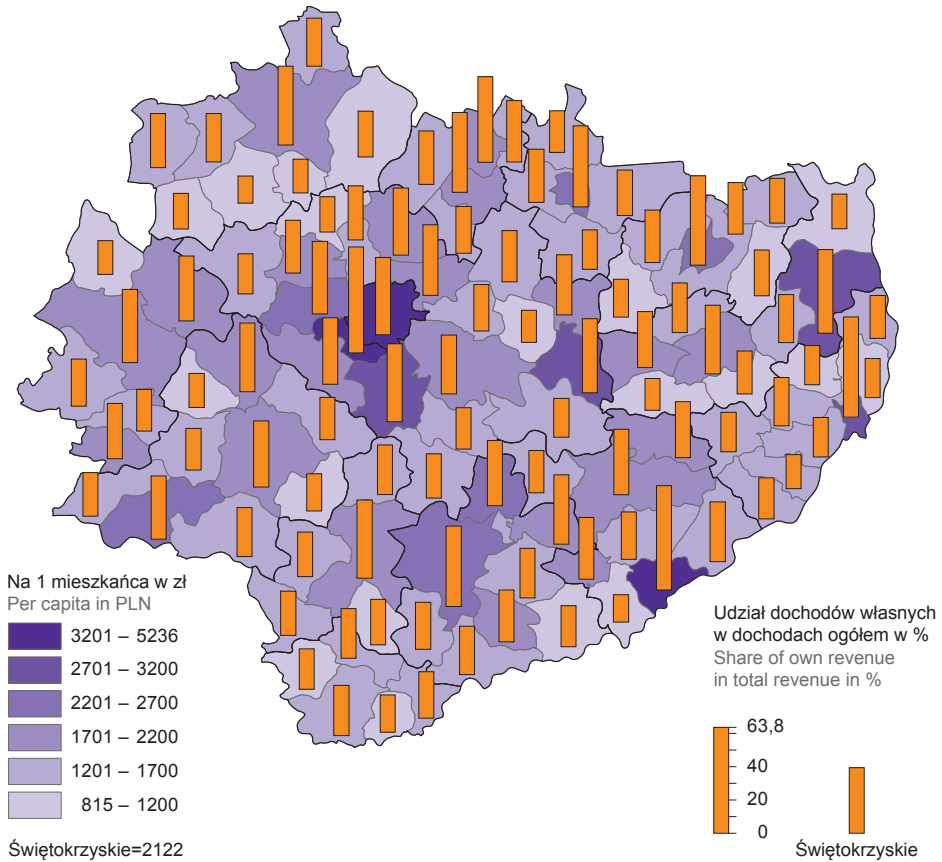 Na 1 mieszkańca w zł
Per capita in PLN
3201 – 5236
2701 – 3200
2201 – 2700
1701 – 2200
1201 – 1700
815 – 1200
Świętokrzyskie=2122
Udział dochodów własnych
w dochodach ogółem w %
Share of own revenue
in total revenue in %
63,8
40
20
0
Świętokrzyskie